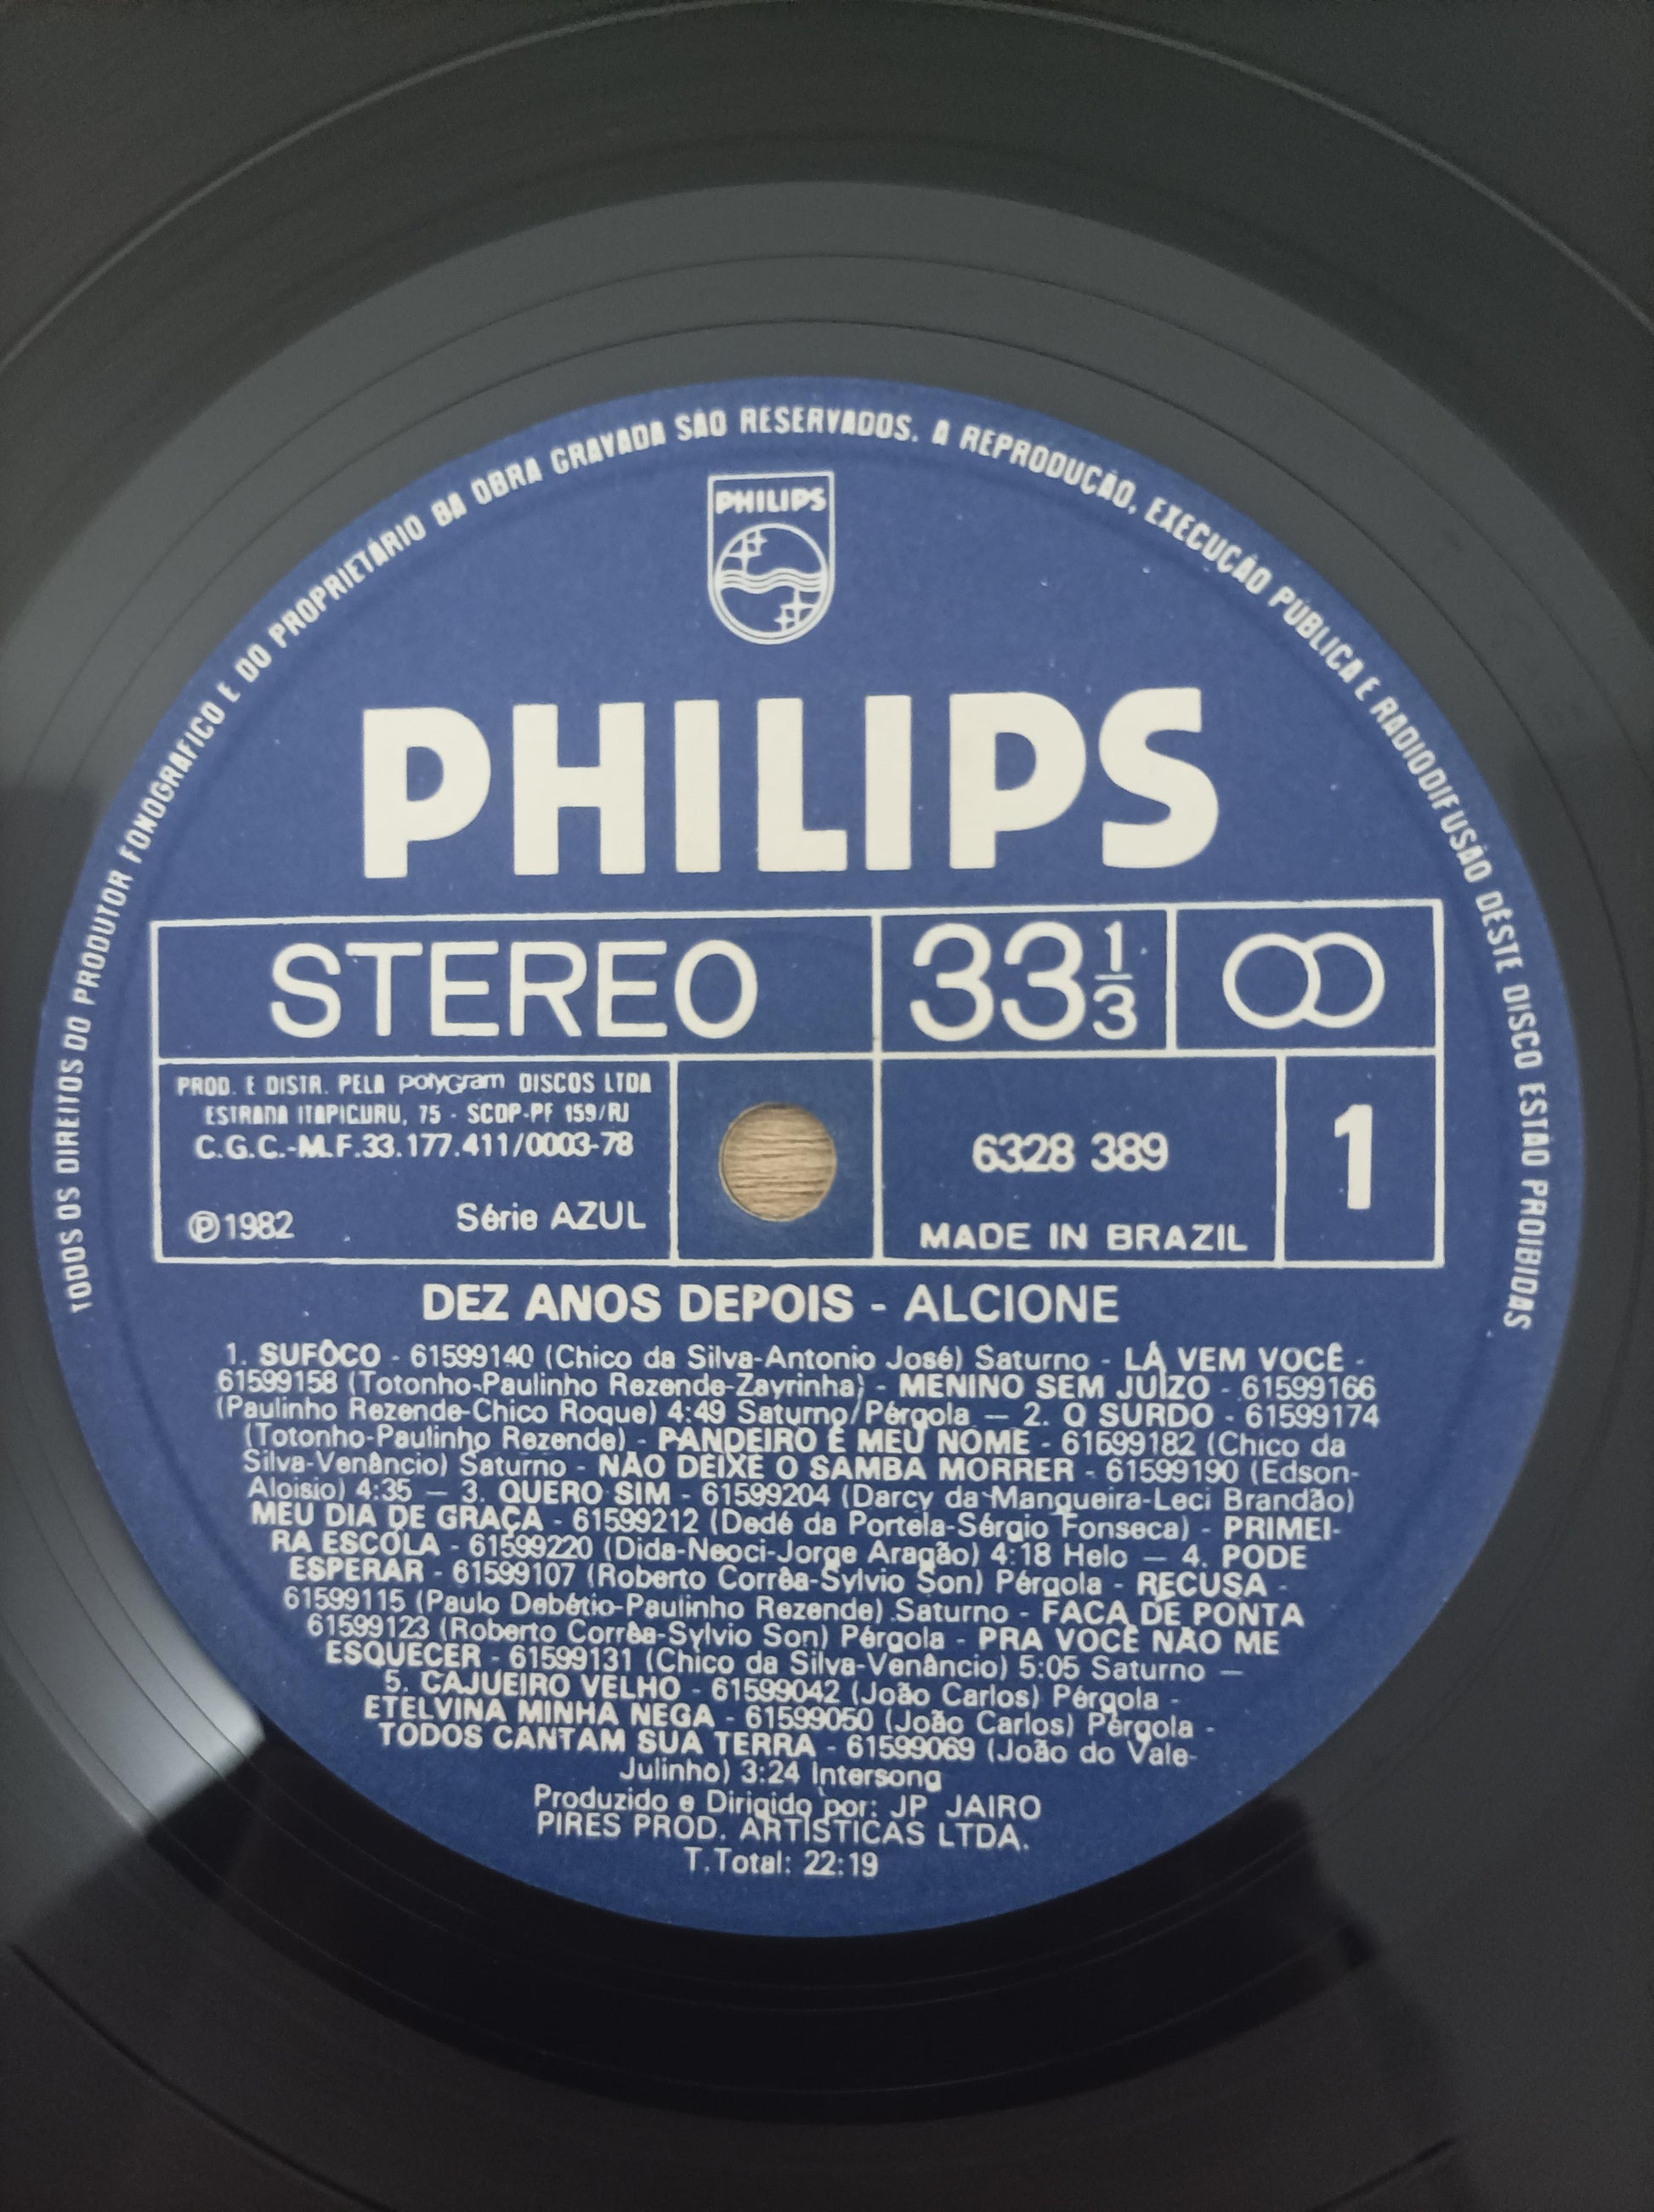 TODOS OS DIREITOS DO PRODUTOR FONOGRÁFICO E DO PROPRIETÁRIO DA OBRA GRAVADA SÃO RESERVADOS. A REPRODUÇÃO, EXECUÇÃO PÚBLICA E RADIODIFUSÃO DÊSTE DISCO ESTÃO PROIBIDAS
PHILIPS
PHILIPS
STEREO 33 1/3
PROD. E DISTR. PELA PolyGram DISCOS LTDA
ESTRADA ITAPICURU, 75 - SCDP-PF 159/RJ
C.G.C.-M.F.33.177.411/0003-78
℗1982 Série AZUL
6328 389
MADE IN BRAZIL
1
DEZ ANOS DEPOIS - ALCIONE
1. SUFÔCO - 61599140 (Chico da Silva-Antonio José) Saturno - LÁ VEM VOCÊ -
61599158 (Totonho-Paulinho Rezende-Zayrinha) - MENINO SEM JUÍZO - 61599166
(Paulinho Rezende-Chico Roque) 4:49 Saturno/Pérgola — 2. O SURDO - 61599174
(Totonho-Paulinho Rezende) - PANDEIRO É MEU NOME - 61599182 (Chico da
Silva-Venâncio) Saturno - NÃO DEIXE O SAMBA MORRER - 61599190 (Edson-
Aloisio) 4:35 — 3. QUERO SIM - 61599204 (Darcy da Mangueira-Leci Brandão)
MEU DIA DE GRAÇA - 61599212 (Dedé da Portela-Sérgio Fonseca) - PRIMEI-
RA ESCOLA - 61599220 (Dida-Neoci-Jorge Aragão) 4:18 Helo — 4. PODE
ESPERAR - 61599107 (Roberto Corrêa-Sylvio Son) Pérgola - RECUSA -
61599115 (Paulo Debétio-Paulinho Rezende) Saturno - FACA DE PONTA
61599123 (Roberto Corrêa-Sylvio Son) Pérgola - PRA VOCÊ NÃO ME
ESQUECER - 61599131 (Chico da Silva-Venâncio) 5:05 Saturno —
5. CAJUEIRO VELHO - 61599042 (João Carlos) Pérgola -
ETELVINA MINHA NEGA - 61599050 (João Carlos) Pérgola -
TODOS CANTAM SUA TERRA - 61599069 (João do Vale-
Julinho) 3:24 Intersong
Produzido e Dirigido por: JP JAIRO
PIRES PROD. ARTÍSTICAS LTDA.
T.Total: 22:19